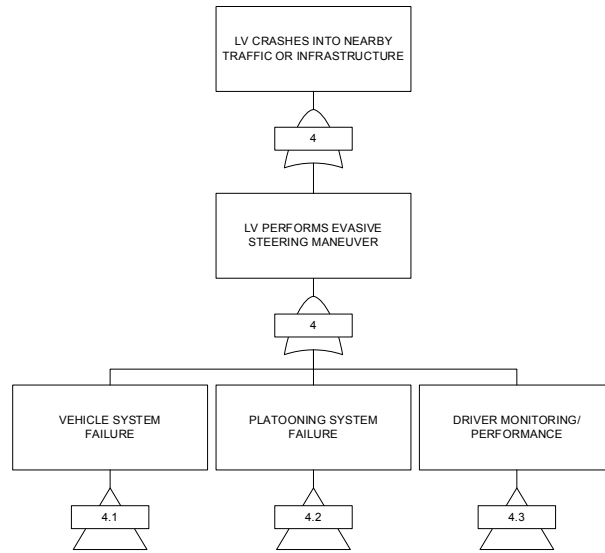 LV CRASHES INTO NEARBY
TRAFFIC OR INFRASTRUCTURE
4
LV PERFORMS EVASIVE
STEERING MANEUVER
4
VEHICLE SYSTEM
FAILURE
PLATOONING SYSTEM
FAILURE
DRIVER MONITORING/
PERFORMANCE
4.1
4.2
4.3